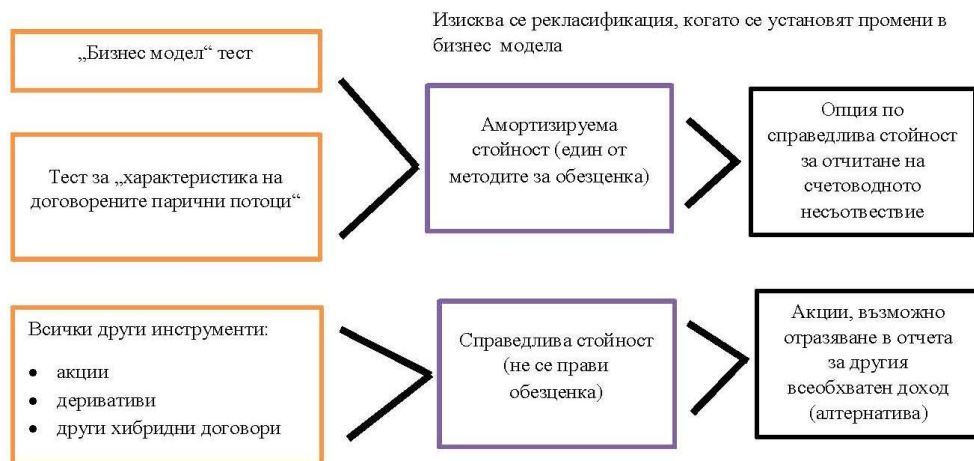 Изисква се рекласификация, когато се установят промени в
бизнес модела
„Бизнес модел“ тест
Тест за „характеристика на
договорените парични потоци“
Амортизируема
стойност (един от
методите за обезценка)
Опция по
справедлива стойност
за отчитане на
счетоводното
несъотвествие
Всички други инструменти:
• акции
• деривативи
• други хибридни договори
Справедлива стойност
(не се прави
обезценка)
Акции, възможно
отразяване в отчета
за другия
всеобхватен доход
(алтернатива)